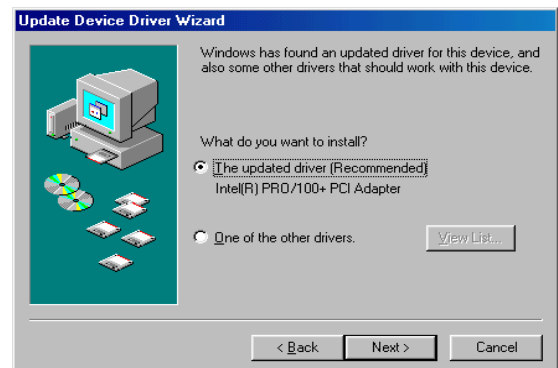 Update Device Driver Wizard
Windows has found an updated driver for this device, and
also some other drivers that should work with this device.
What do you want to install?
The updated driver (Recommended)
Intel(R) PRO/100+ PCI Adapter
One of the other drivers.
View List...
< Back
Next >
Cancel